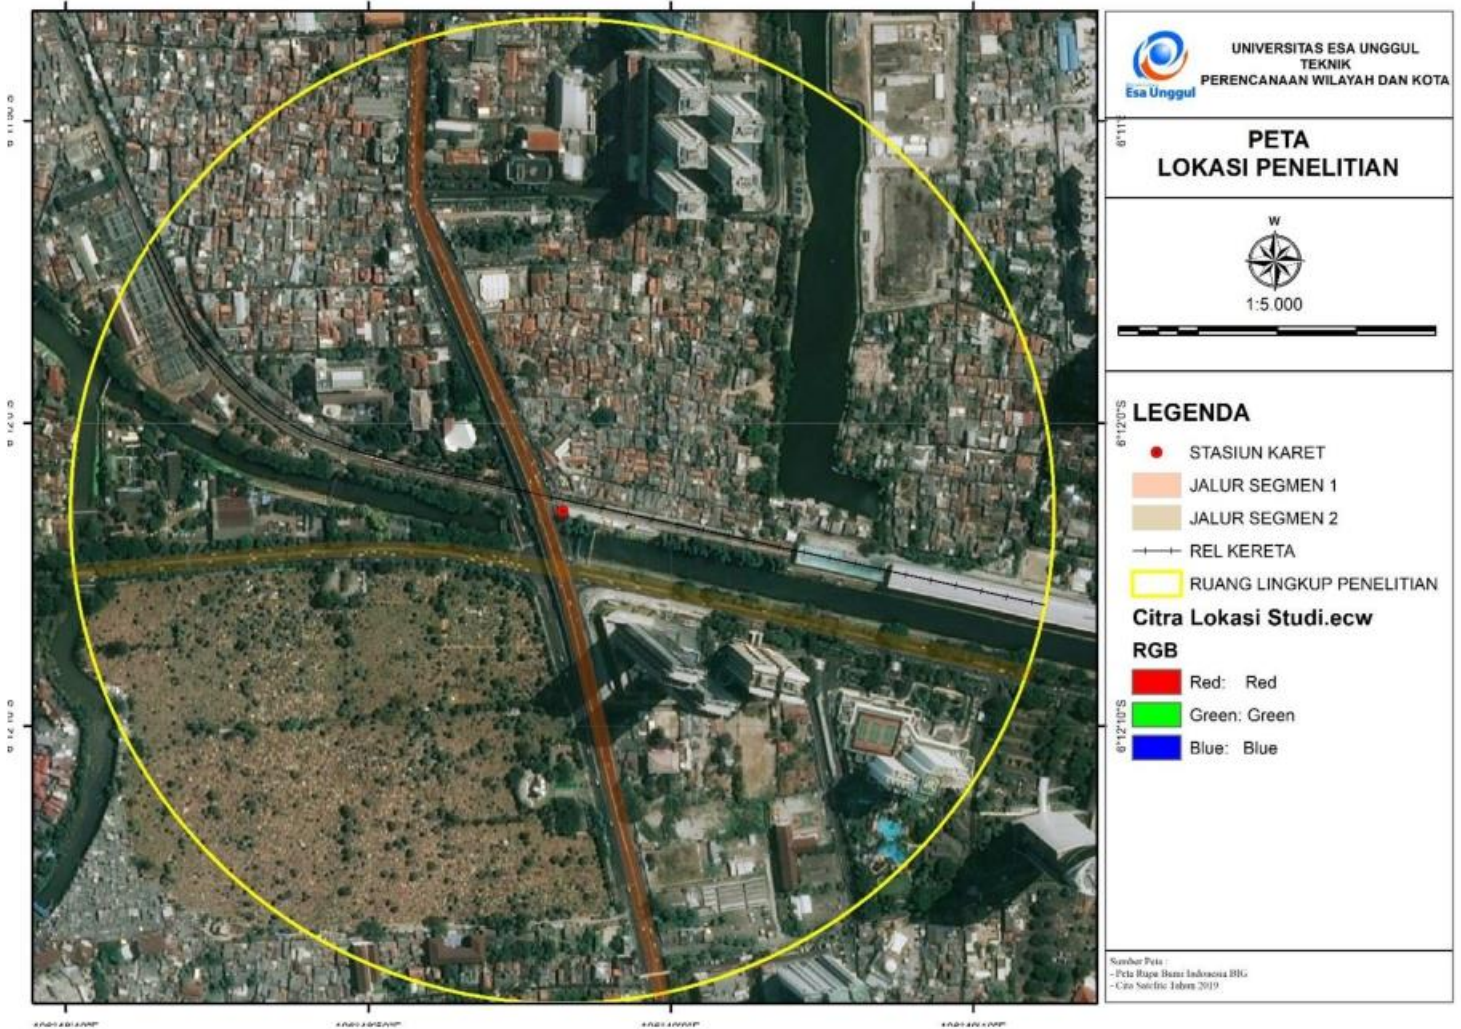 UNIVERSITAS ESA UNGGUL
TEKNIK
PERENCANAAN WILAYAH DAN KOTA
Esa Unggul
PETA
LOKASI PENELITIAN
W
1:5.000
LEGENDA
STASIUN KARET
JALUR SEGMEN 1
JALUR SEGMEN 2
REL KERETA
RUANG LINGKUP PENELITIAN
Citra Lokasi Studi.ecw
RGB
Red: Red
Green: Green
Blue: Blue
6°12'0"S
6°12'10"S
Sumber Peta :
- Peta Rupa Bumi Indonesia BIG
- Citra Satelite Tahun 2019